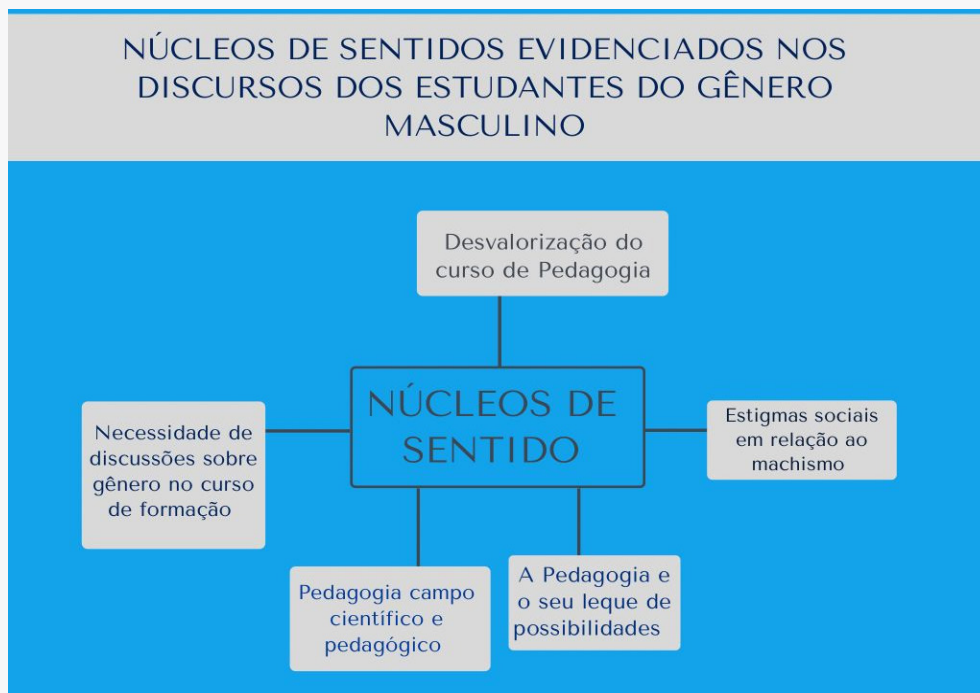 NÚCLEOS DE SENTIDOS EVIDENCIADOS NOS
DISCURSOS DOS ESTUDANTES DO GÊNERO
MASCULINO
Desvalorização do
curso de Pedagogia
NÚCLEOS DE
SENTIDO
Necessidade de
discussões sobre
gênero no curso
de formação
Estigmas sociais
em relação ao
machismo
Pedagogia campo
científico e
pedagógico
A Pedagogia e
o seu leque de
possibilidades